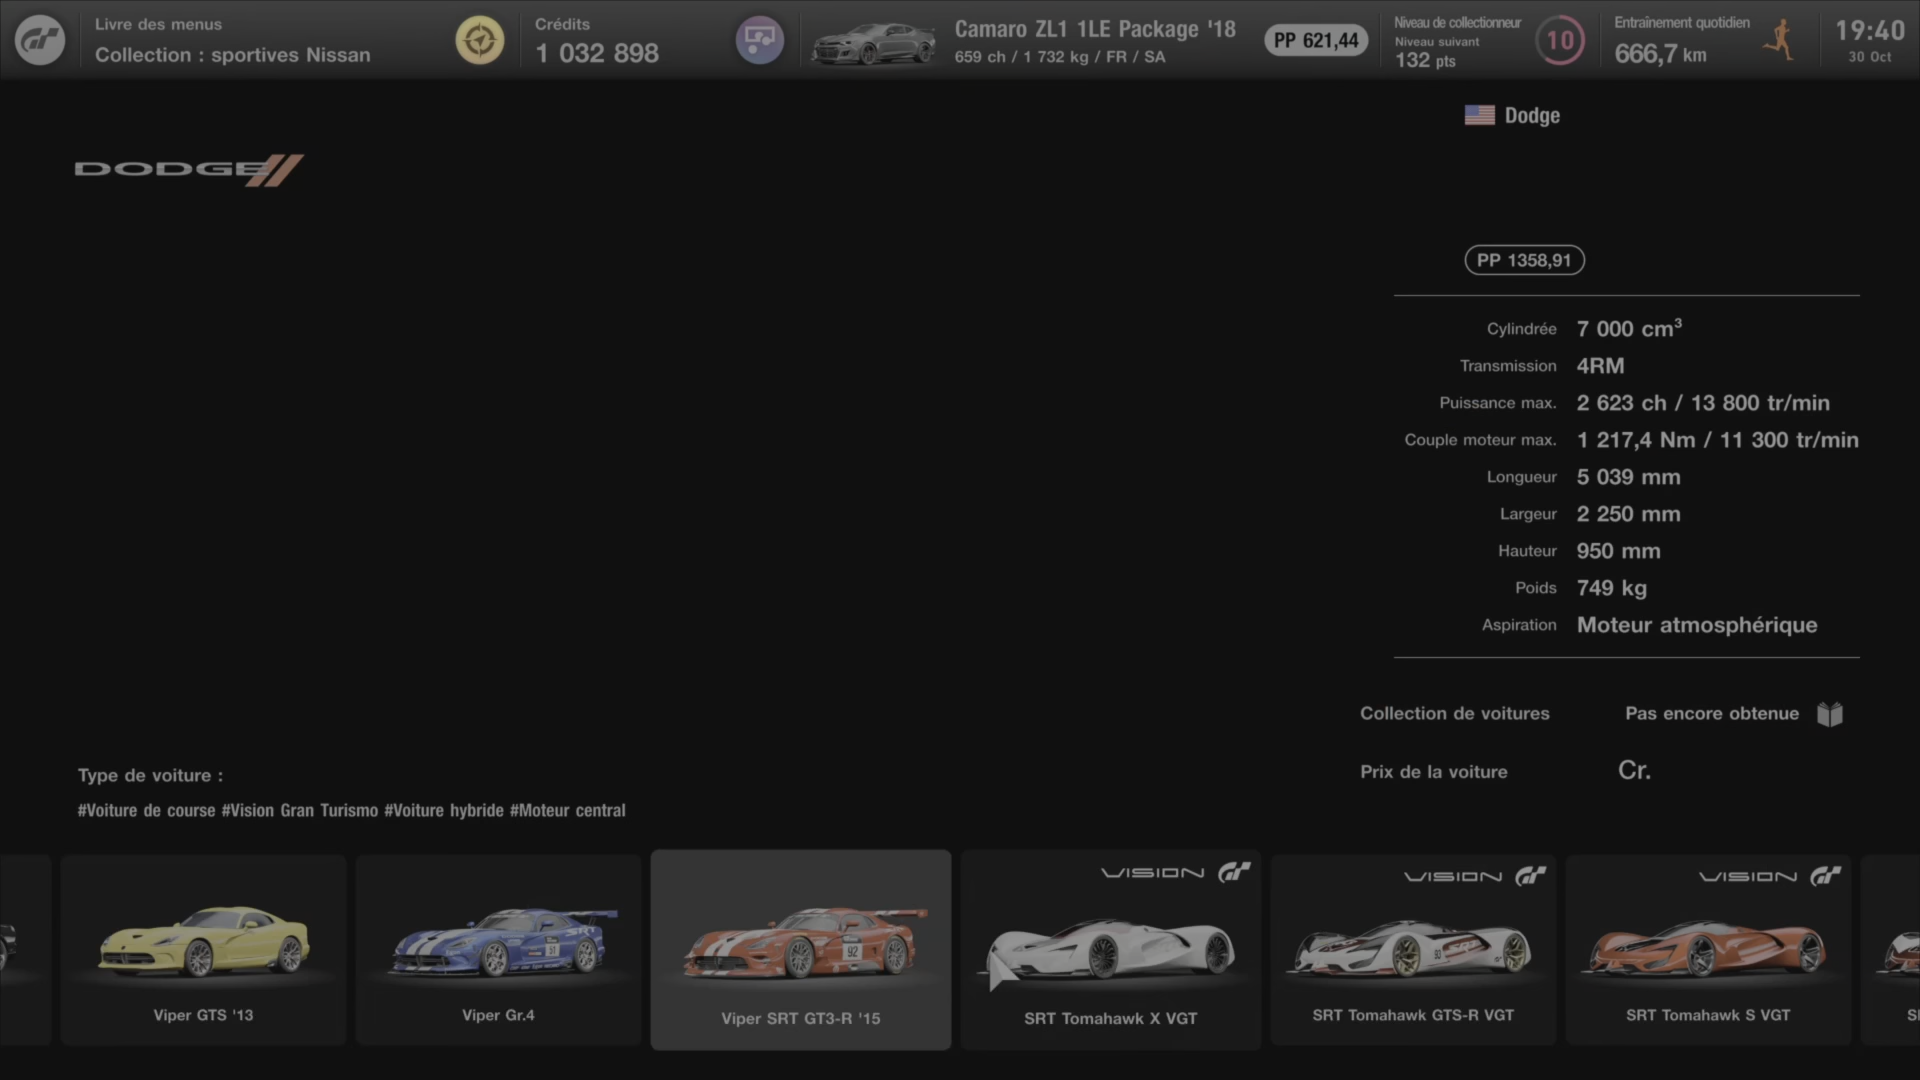 Livre des menus
Collection : sportives Nissan
Crédits
1 032 898
Camaro ZL1 1LE Package '18
659 ch / 1 732 kg / FR / SA
PP 621,44
Niveau de collectionneur
Niveau suivant
132 pts
10
Entraînement quotidien
666,7 km
19:40
30 Oct
DODGE
Dodge
PP 1358,91
Cylindrée 7 000 cm³
Transmission 4RM
Puissance max. 2 623 ch / 13 800 tr/min
Couple moteur max. 1 217,4 Nm / 11 300 tr/min
Longueur 5 039 mm
Largeur 2 250 mm
Hauteur 950 mm
Poids 749 kg
Aspiration Moteur atmosphérique
Collection de voitures Pas encore obtenue
Prix de la voiture Cr.
Type de voiture :
#Voiture de course #Vision Gran Turismo #Voiture hybride #Moteur central
VISION GT
VISION GT
VISION GT
Viper GTS '13
Viper Gr.4
Viper SRT GT3-R '15
SRT Tomahawk X VGT
SRT Tomahawk GTS-R VGT
SRT Tomahawk S VGT